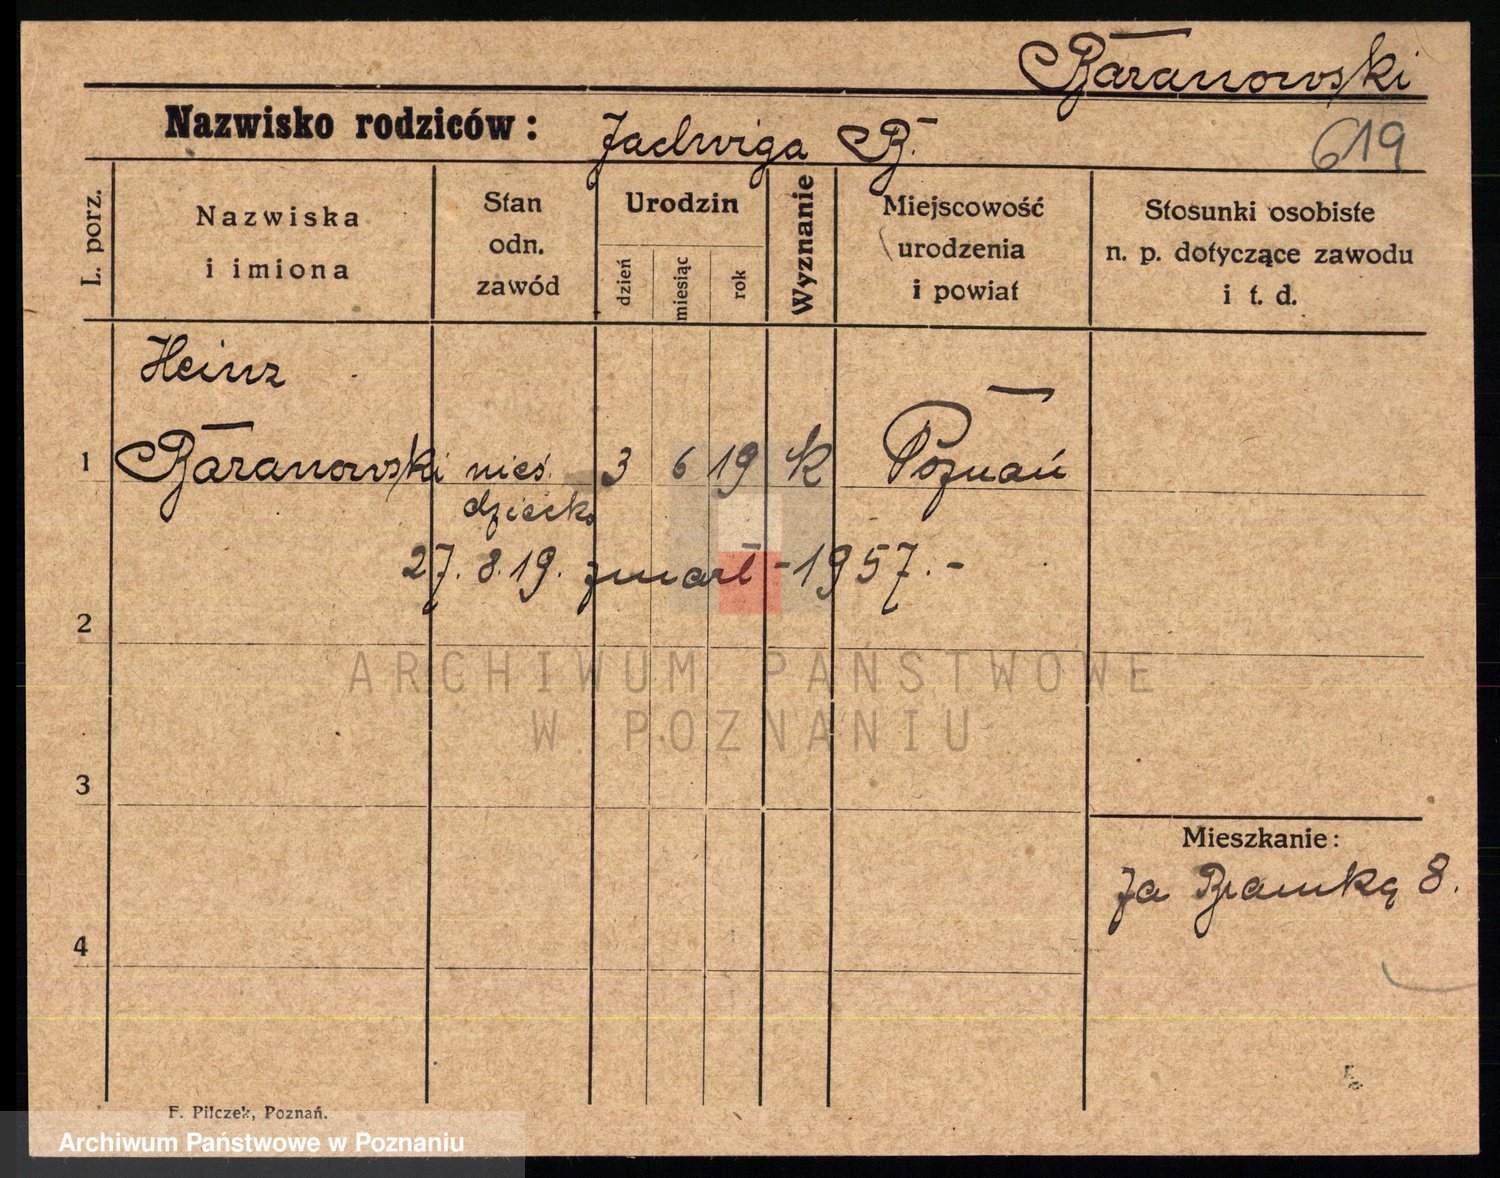 Baranowski
Nazwisko rodziców: Jadwiga B.
619
L. porz.
Nazwiska
i imiona
Stan
odn.
zawód
Urodzin
dzień
miesiąc
rok
Wyznanie
Miejscowość
urodzenia
i powiat
Stosunki osobiste
n. p. dotyczące zawodu
i t. d.
Heinz
1 Baranowski nieś. 3 6 19 k Poznań
dziecko
27. 8. 19. zmarł - 1957. -
2
ARCHIWUM PAŃSTWOWE
W POZNANIU
3
Mieszkanie:
Za Bramką 8.
4
F. Pilczek, Poznań.
Archiwum Państwowe w Poznaniu